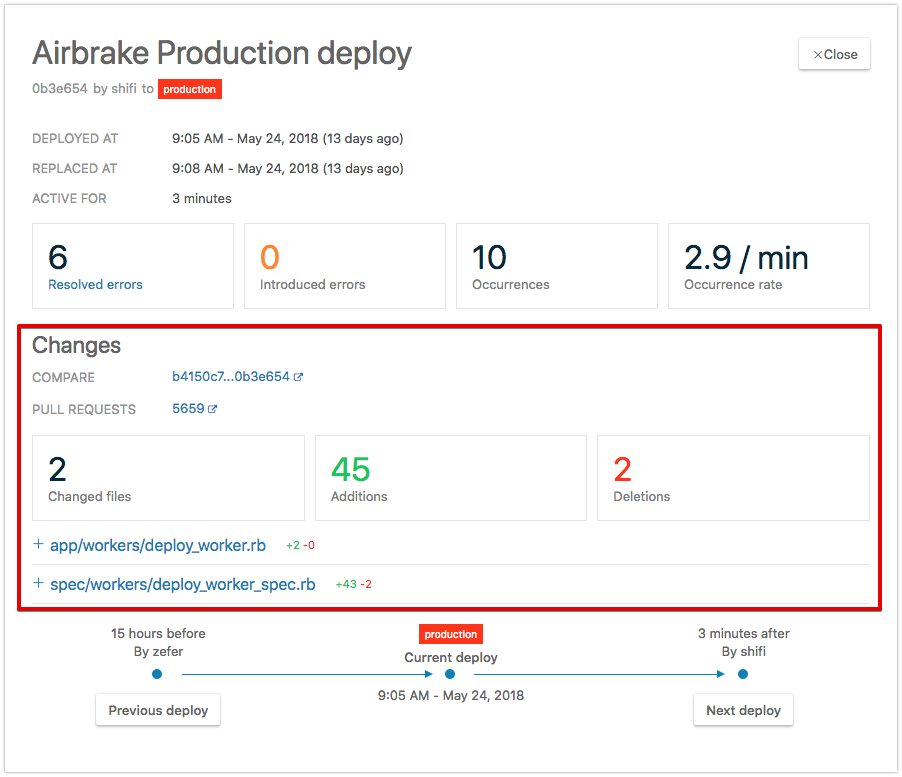 Airbrake Production deploy
×Close
0b3e654 by shifi to production
DEPLOYED AT 9:05 AM - May 24, 2018 (13 days ago)
REPLACED AT 9:08 AM - May 24, 2018 (13 days ago)
ACTIVE FOR 3 minutes
6 0 10 2.9 / min
Resolved errors Introduced errors Occurrences Occurrence rate
Changes
COMPARE b4150c7...0b3e654
PULL REQUESTS 5659
2 45 2
Changed files Additions Deletions
+ app/workers/deploy_worker.rb +2 -0
+ spec/workers/deploy_worker_spec.rb +43 -2
15 hours before production 3 minutes after
By zefer Current deploy By shifi
9:05 AM - May 24, 2018
Previous deploy Next deploy